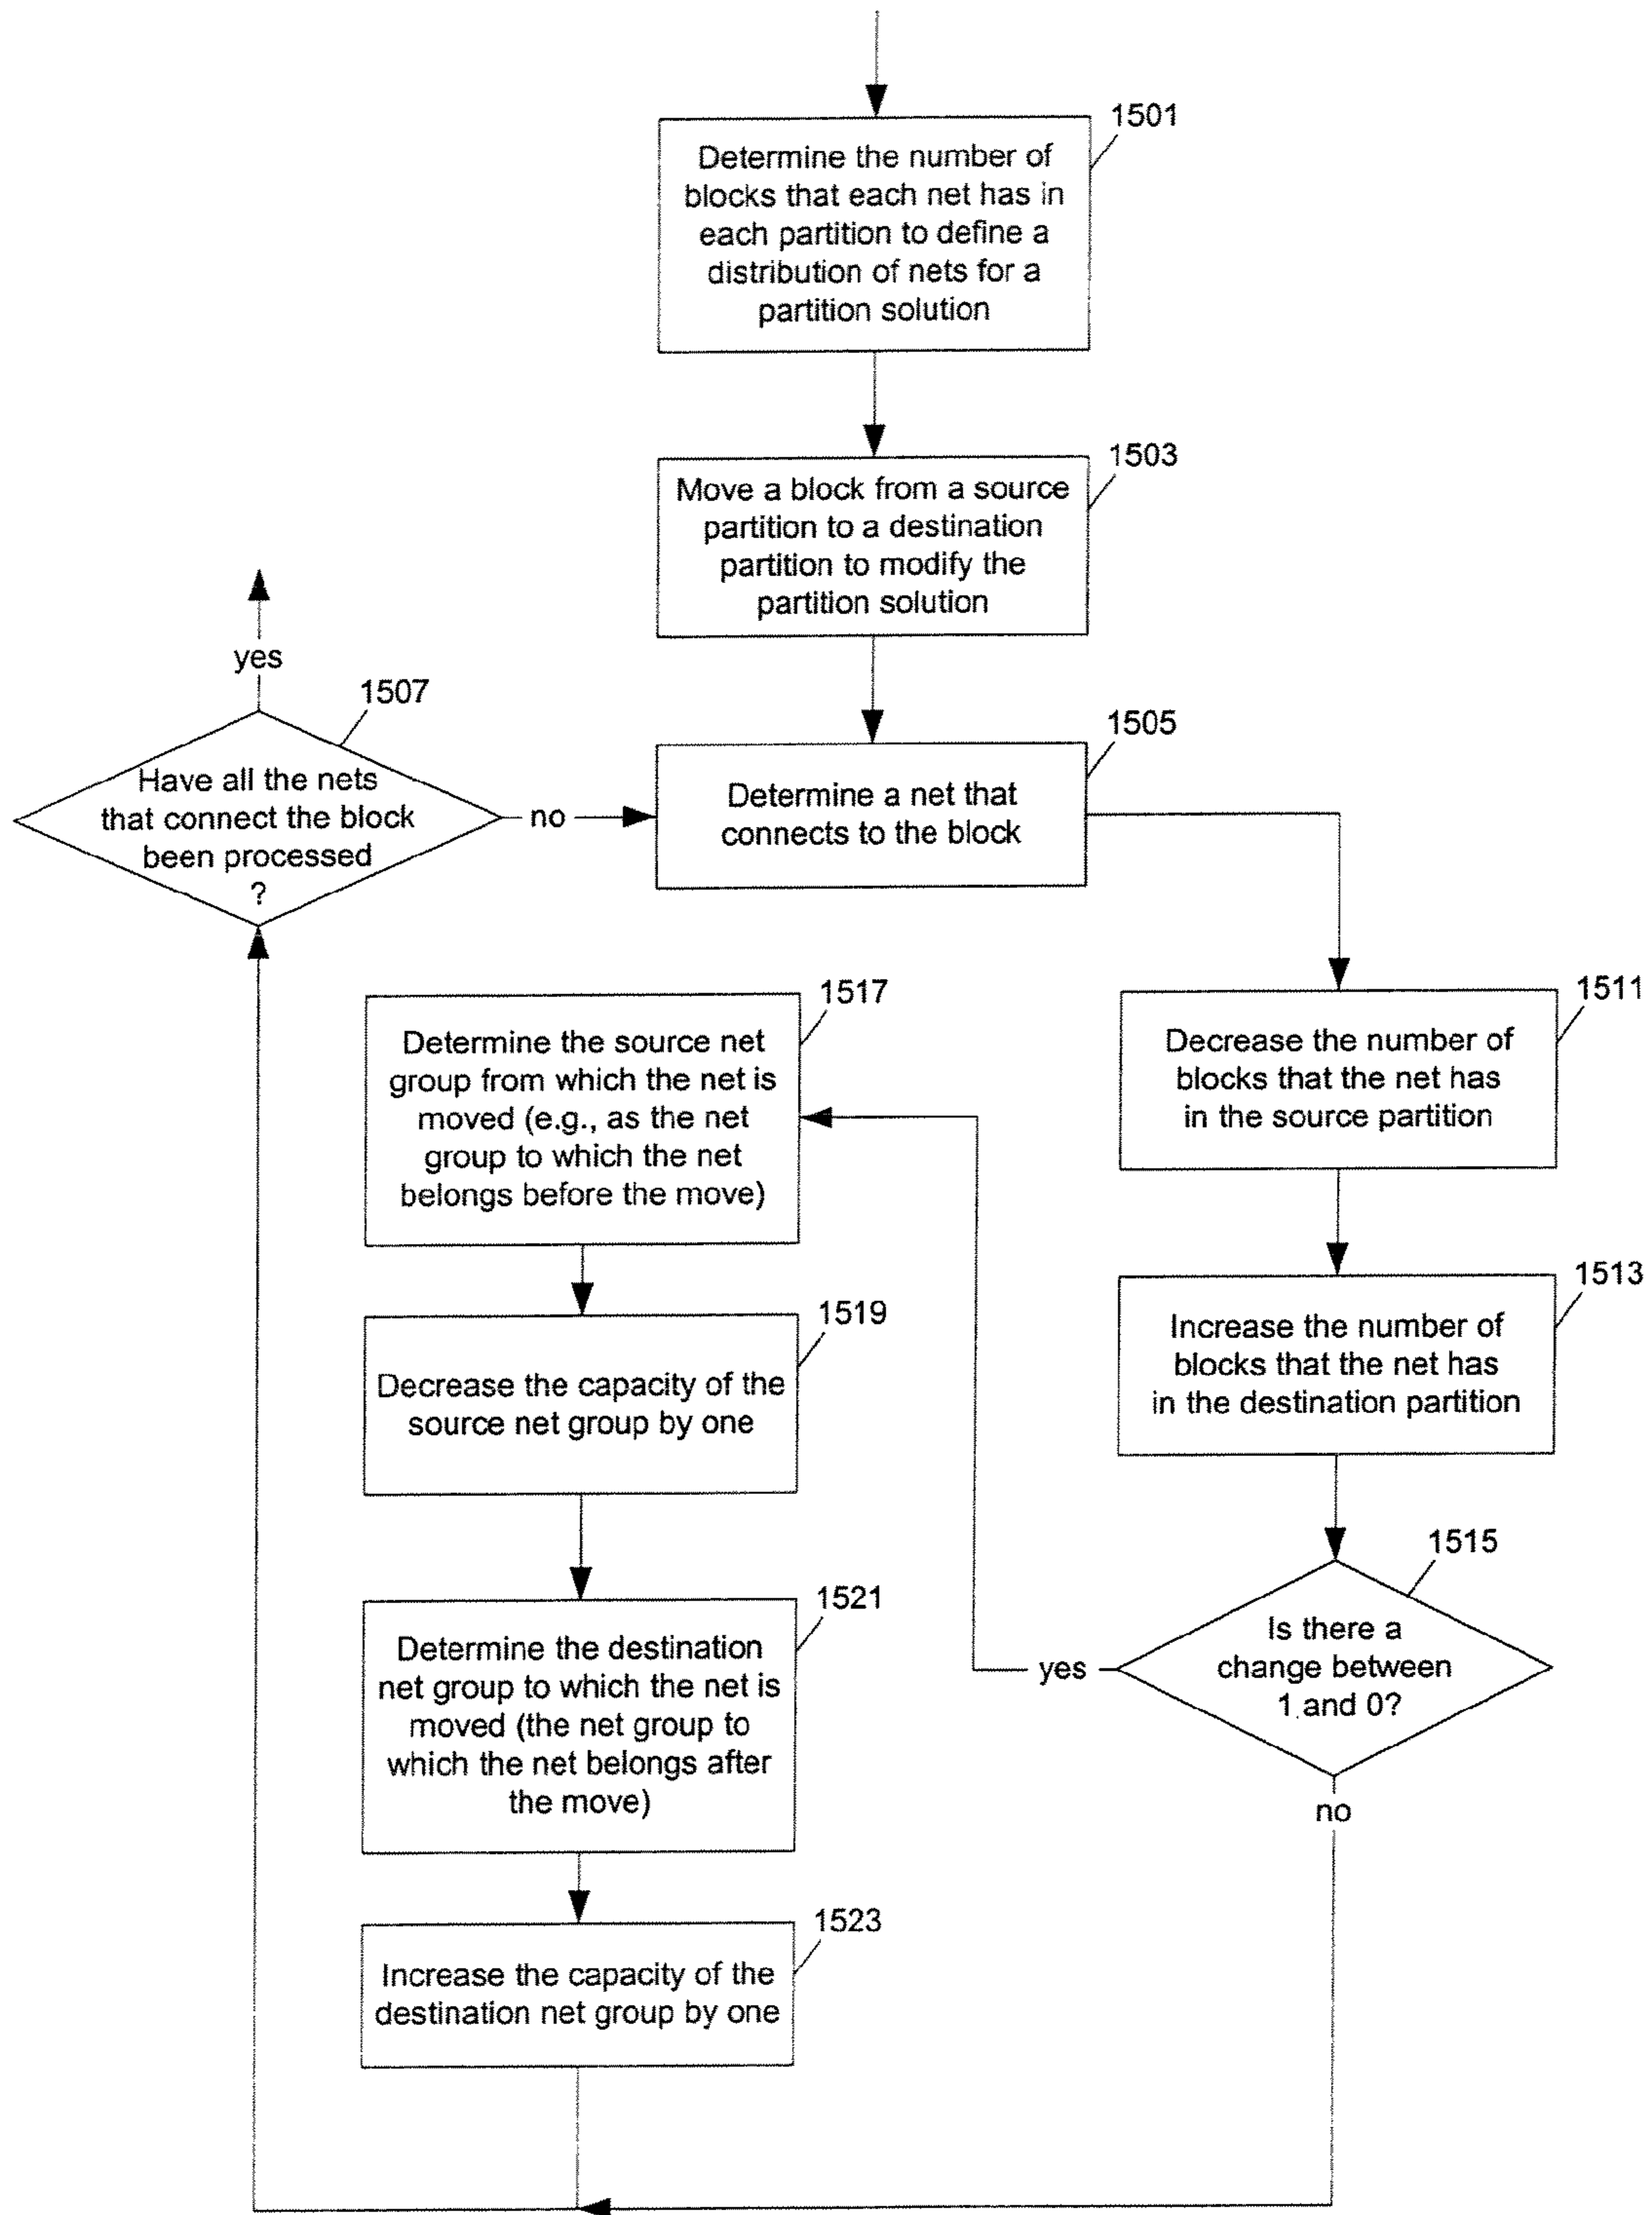 1501
Determine the number of
blocks that each net has in
each partition to define a
distribution of nets for a
partition solution
1503
Move a block from a source
partition to a destination
partition to modify the
partition solution
yes
1507
Have all the nets
that connect the block
been processed
?
no
1505
Determine a net that
connects to the block
1517
Determine the source net
group from which the net is
moved (e.g., as the net
group to which the net
belongs before the move)
1511
Decrease the number of
blocks that the net has
in the source partition
1519
Decrease the capacity of the
source net group by one
1513
Increase the number of
blocks that the net has
in the destination partition
1515
Is there a
change between
1 and 0?
yes
no
1521
Determine the destination
net group to which the net is
moved (the net group to
which the net belongs after
the move)
1523
Increase the capacity of the
destination net group by one